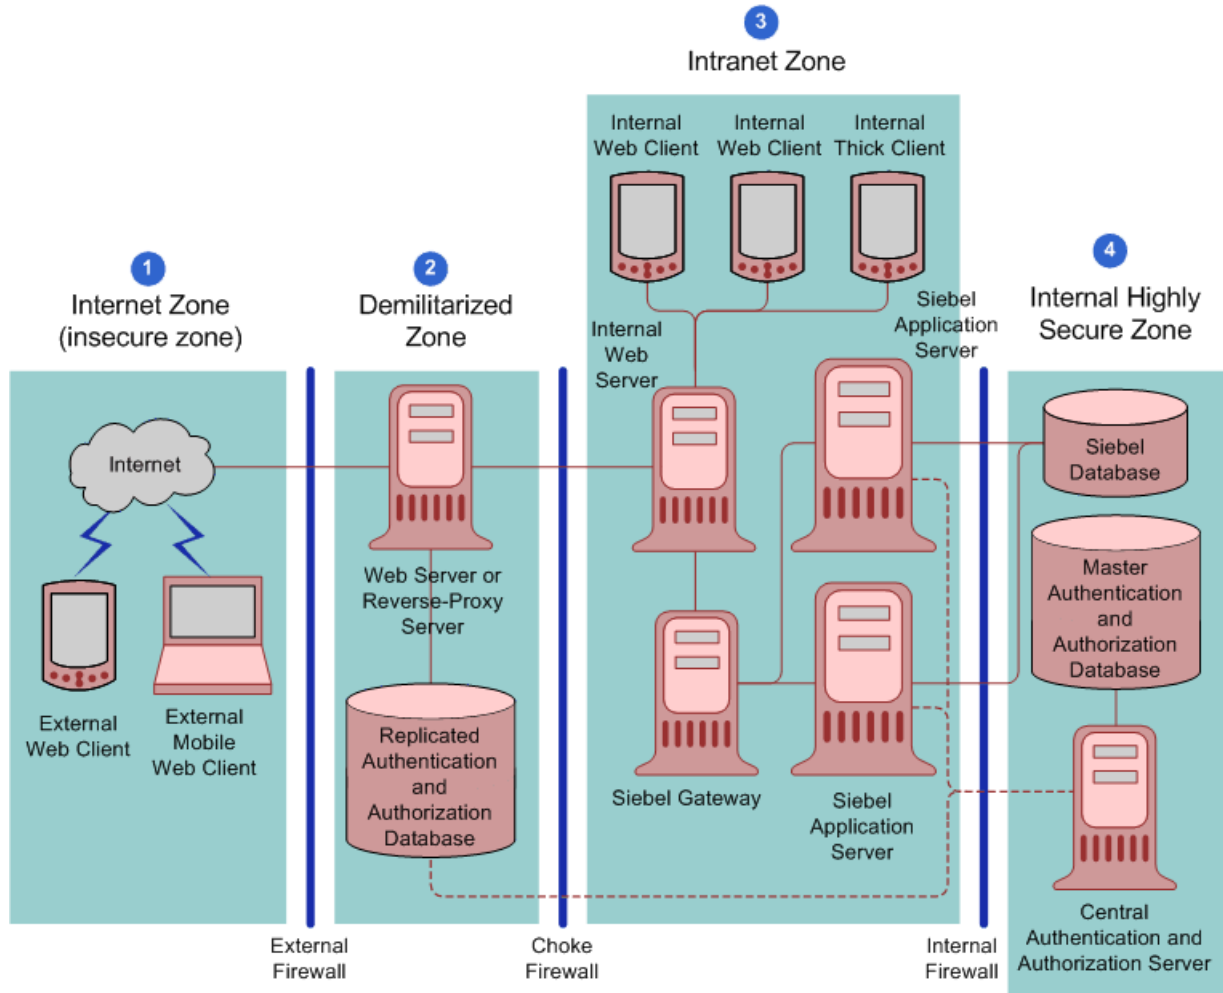 3
Intranet Zone
Internal
Web Client
Internal
Web Client
Internal
Thick Client
1
Internet Zone
(insecure zone)
2
Demilitarized
Zone
4
Internal Highly
Secure Zone
Internal
Web
Server
Siebel
Application
Server
Internet
External
Web Client
External
Mobile
Web Client
Web Server or
Reverse-Proxy
Server
Replicated
Authentication
and
Authorization
Database
Siebel Gateway
Siebel
Application
Server
Siebel
Database
Master
Authentication
and
Authorization
Database
Central
Authentication and
Authorization Server
External
Firewall
Choke
Firewall
Internal
Firewall